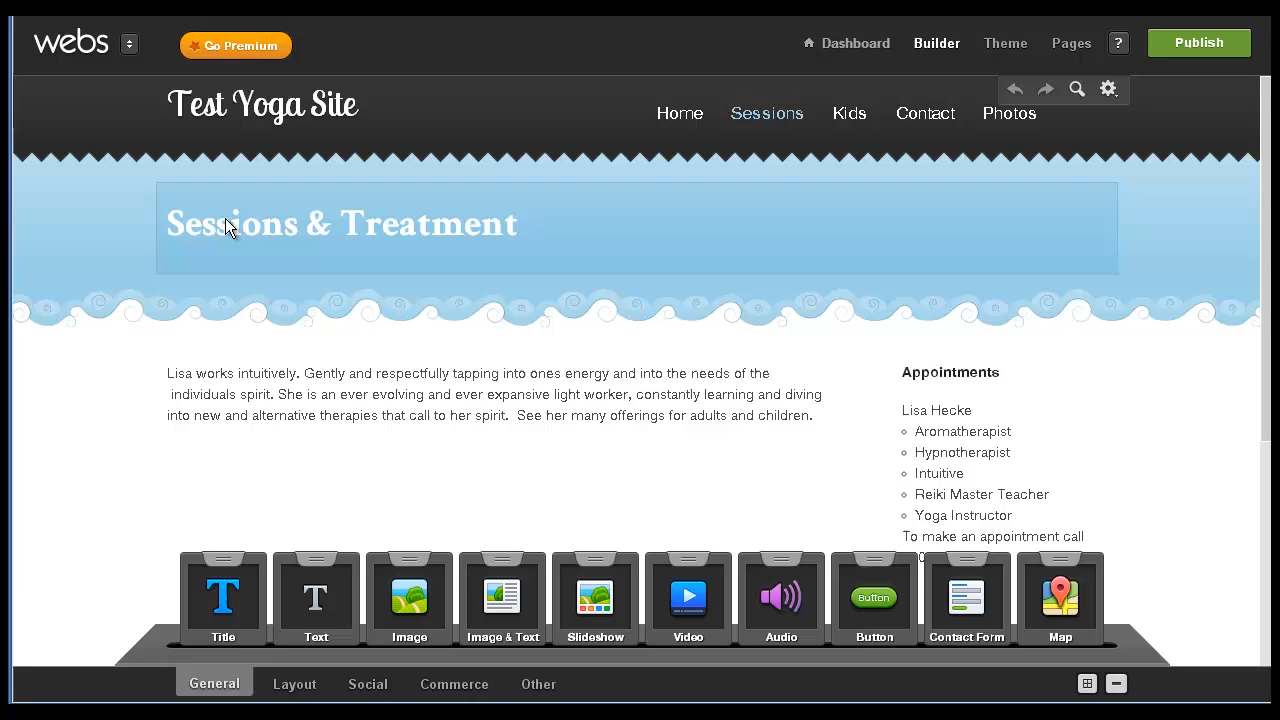 webs
Go Premium
Dashboard
Builder
Theme
Pages
?
Publish
Test Yoga Site
Home
Sessions
Kids
Contact
Photos
Sessions & Treatment
Lisa works intuitively. Gently and respectfully tapping into ones energy and into the needs of the
individuals spirit. She is an ever evolving and ever expansive light worker, constantly learning and diving
into new and alternative therapies that call to her spirit. See her many offerings for adults and children.
Appointments
Lisa Hecke
Aromatherapist
Hypnotherapist
Intuitive
Reiki Master Teacher
Yoga Instructor
To make an appointment call
T
Title
T
Text
Image
Image & Text
Slideshow
Video
Audio
Button
Button
Contact Form
Map
General
Layout
Social
Commerce
Other